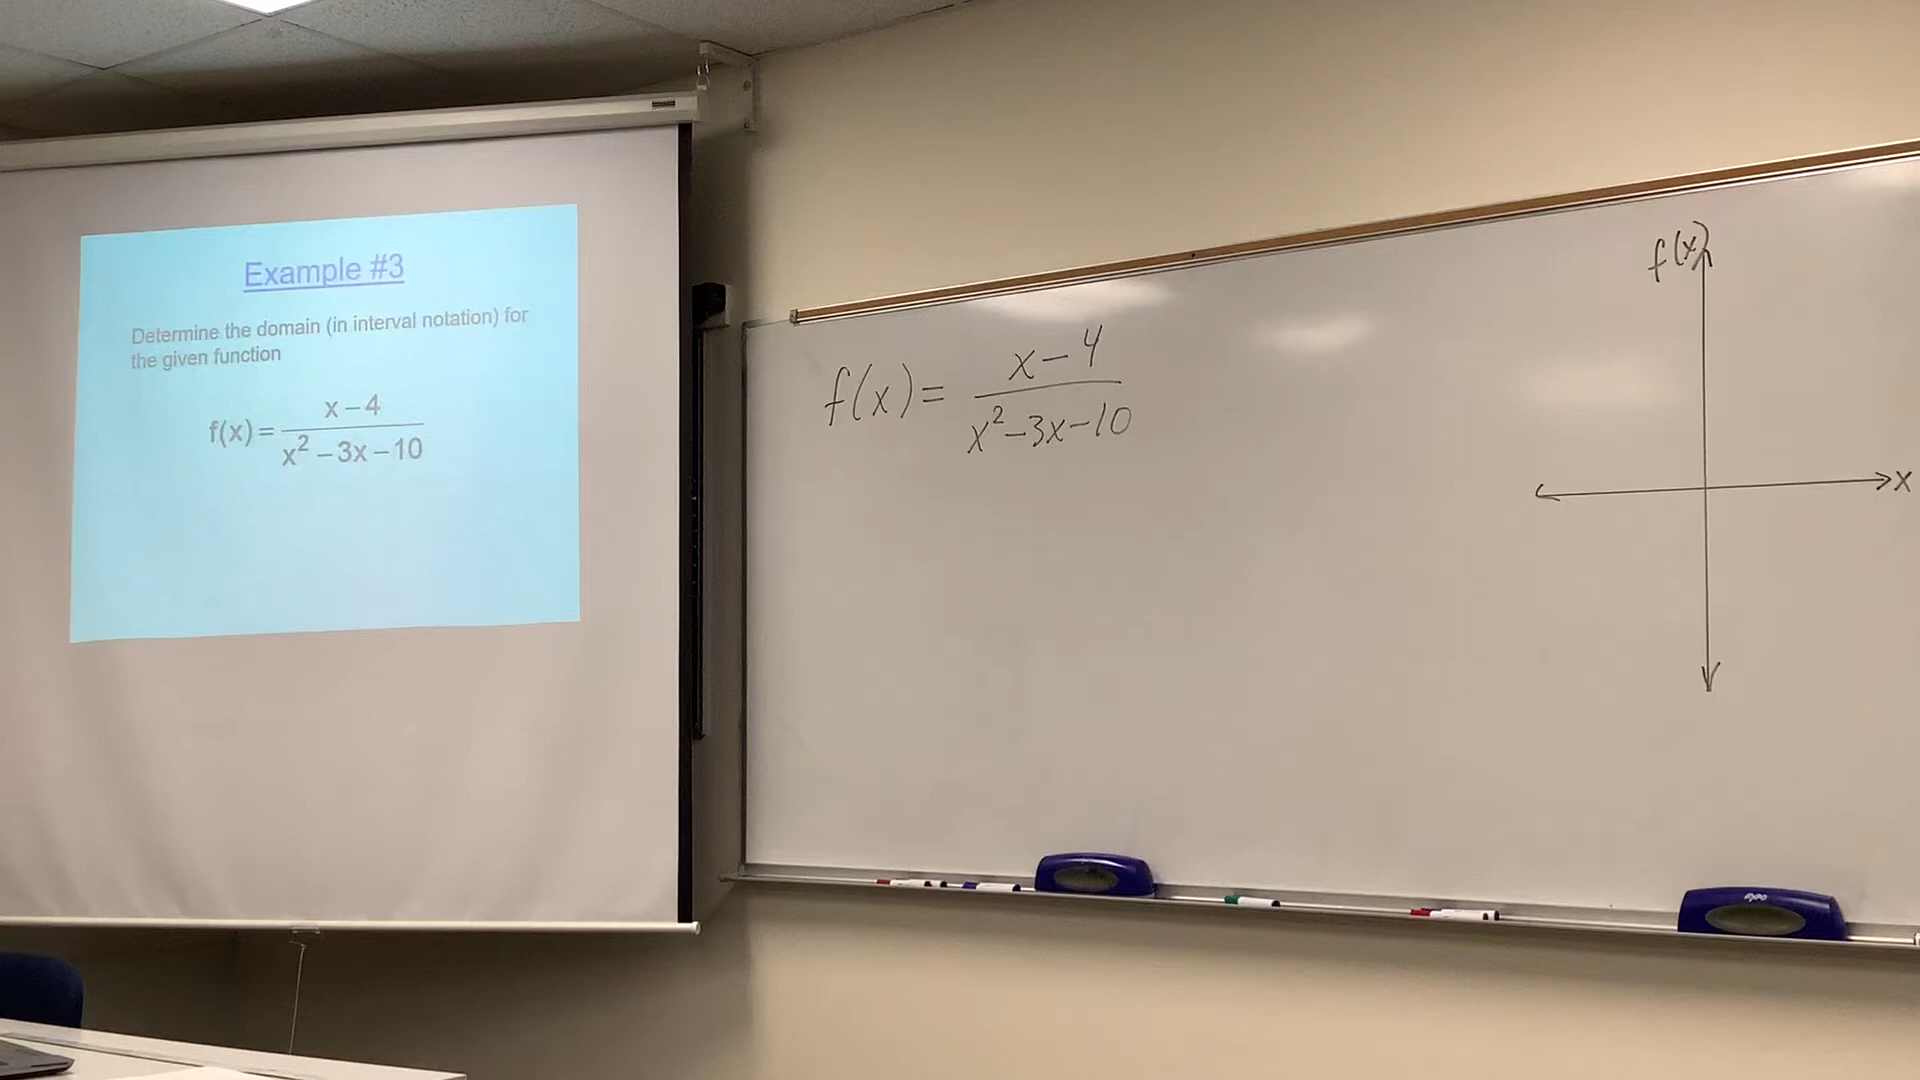 Example #3
Determine the domain (in interval notation) for
the given function
f(x) = x – 4
x² – 3x – 10
f(x) = x – 4
x² – 3x – 10
f(x)
x
EXPO